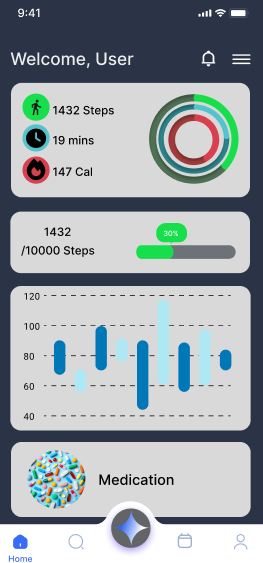 9:41
Welcome, User
1432 Steps
19 mins
147 Cal
1432
/10000 Steps
30%
120
100
80
60
40
Medication
Home